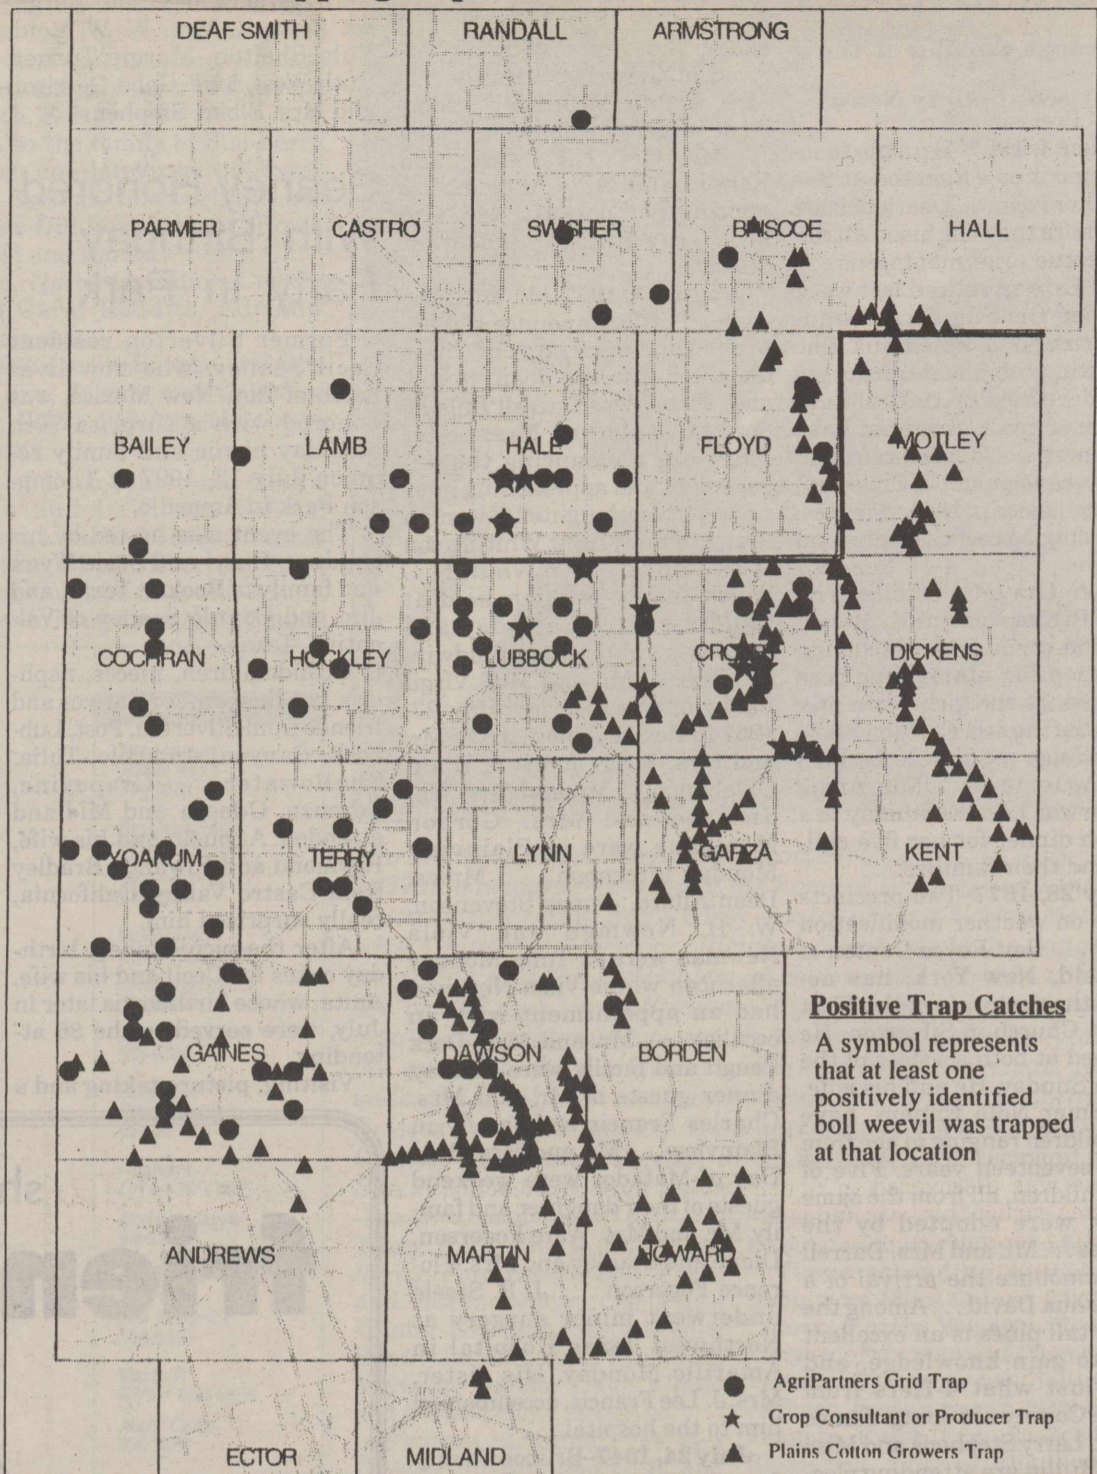 DEAF SMITH RANDALL ARMSTRONG
PARMER CASTRO SWISHER BRISCOE HALL
BAILEY LAMB HALE FLOYD MOTLEY
COCHRAN HOCKLEY LUBBOCK CROSBY DICKENS
YOAKUM TERRY LYNN GARZA KENT
GAINES DAWSON BORDEN
ANDREWS MARTIN HOWARD
ECTOR MIDLAND
Positive Trap Catches
A symbol represents
that at least one
positively identified
boll weevil was trapped
at that location
AgriPartners Grid Trap
Crop Consultant or Producer Trap
Plains Cotton Growers Trap